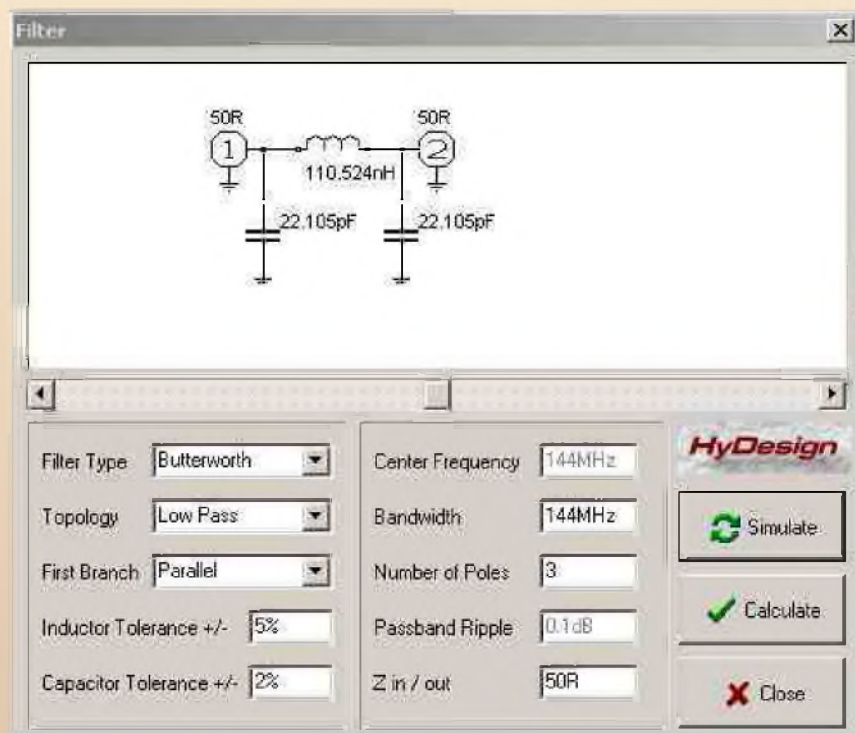 Filter
50R
50R
1
2
110.524nH
22.105pF
22.105pF
Filter Type
Butterworth
Topology
Low Pass
First Branch
Parallel
Inductor Tolerance +/-
5%
Capacitor Tolerance +/-
2%
Center Frequency
144MHz
Bandwidth
144MHz
Number of Poles
3
Passband Ripple
0.1dB
Z in / out
50R
HyDesign
Simulate
Calculate
Close